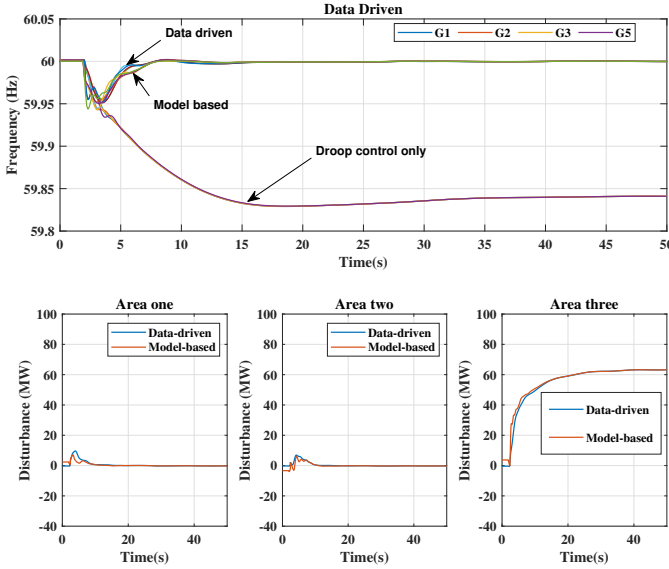 Data Driven
60.05
60
59.95
59.9
59.85
59.8
Frequency (Hz)
G1 G2 G3 G5
Data driven
Model based
Droop control only
0 5 10 15 20 25 30 35 40 45 50
Time(s)
Area one
100
80
60
40
20
0
-20
-40
Disturbance (MW)
Data-driven
Model-based
0 20 40
Time(s)
Area two
100
80
60
40
20
0
-20
-40
Disturbance (MW)
Data-driven
Model-based
0 20 40
Time(s)
Area three
100
80
60
40
20
0
-20
-40
Disturbance (MW)
Data-driven
Model-based
0 20 40
Time(s)